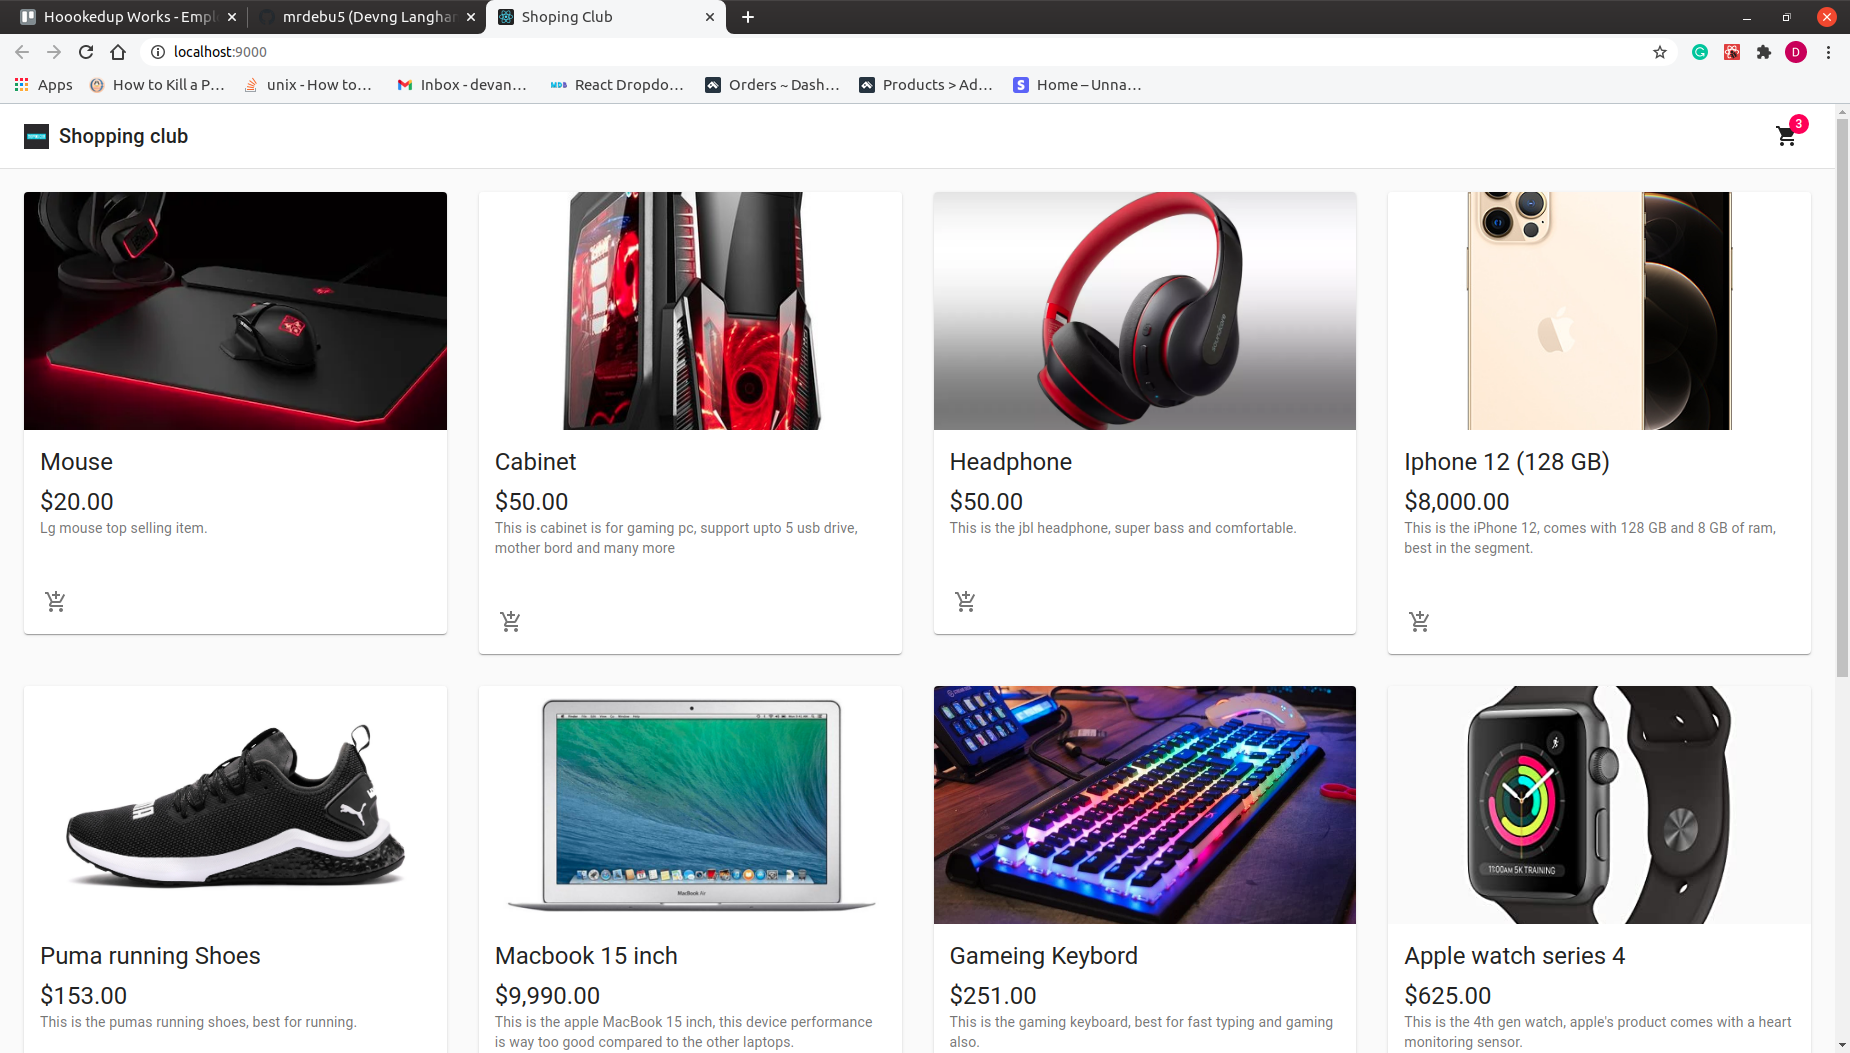 Hoookedup Works - Empl
mrdebu5 (Devng Langhan
Shoping Club
localhost:9000
D
Apps
How to Kill a P…
unix - How to…
Inbox - devan…
MDB
React Dropdo…
Orders ~ Dash…
Products > Ad…
S
Home – Unna…
Shopping club
3
Mouse
$20.00
Lg mouse top selling item.
Cabinet
$50.00
This is cabinet is for gaming pc, support upto 5 usb drive,
mother bord and many more
Headphone
$50.00
This is the jbl headphone, super bass and comfortable.
Iphone 12 (128 GB)
$8,000.00
This is the iPhone 12, comes with 128 GB and 8 GB of ram,
best in the segment.
MacBook Air
11:00AM 5K TRAINING
Puma running Shoes
$153.00
This is the pumas running shoes, best for running.
Macbook 15 inch
$9,990.00
This is the apple MacBook 15 inch, this device performance
is way too good compared to the other laptops.
Gameing Keybord
$251.00
This is the gaming keyboard, best for fast typing and gaming
also.
Apple watch series 4
$625.00
This is the 4th gen watch, apple's product comes with a heart
monitoring sensor.